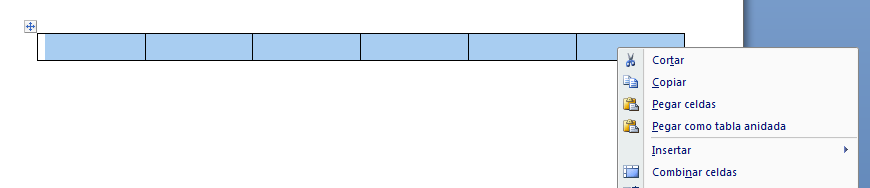 Cortar
Copiar
Pegar celdas
Pegar como tabla anidada
Insertar
Combinar celdas